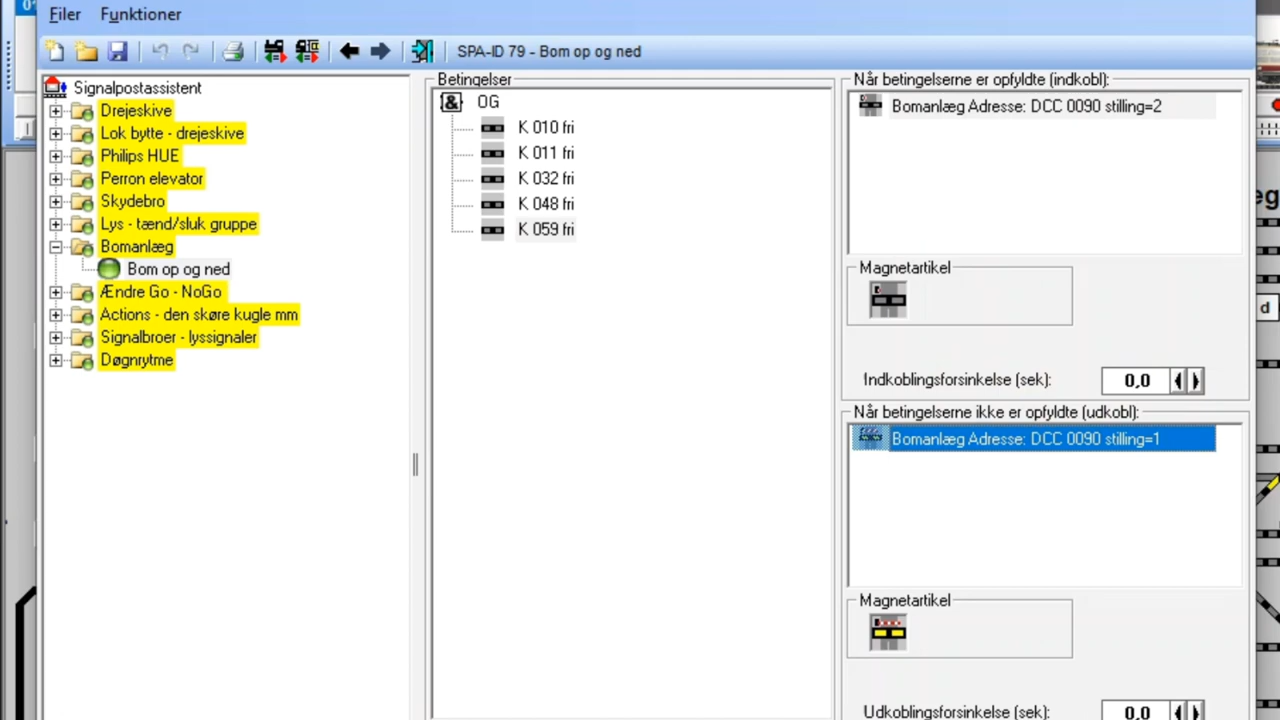 Filer Funktioner
SPA-ID 79 - Bom op og ned
Signalpostassistent
Drejeskive
Lok bytte - drejeskive
Philips HUE
Perron elevator
Skydebro
Lys - tænd/sluk gruppe
Bomanlæg
Bom op og ned
Ændre Go - NoGo
Actions - den skøre kugle mm
Signalbroer - lyssignaler
Døgnrytme
Betingelser
& OG
K 010 fri
K 011 fri
K 032 fri
K 048 fri
K 059 fri
Når betingelserne er opfyldte (indkobl):
Bomanlæg Adresse: DCC 0090 stilling=2
Magnetartikel
Indkoblingsforsinkelse (sek): 0,0
Når betingelserne ikke er opfyldte (udkobl):
Bomanlæg Adresse: DCC 0090 stilling=1
Magnetartikel
Udkoblingsforsinkelse (sek): 0,0
d